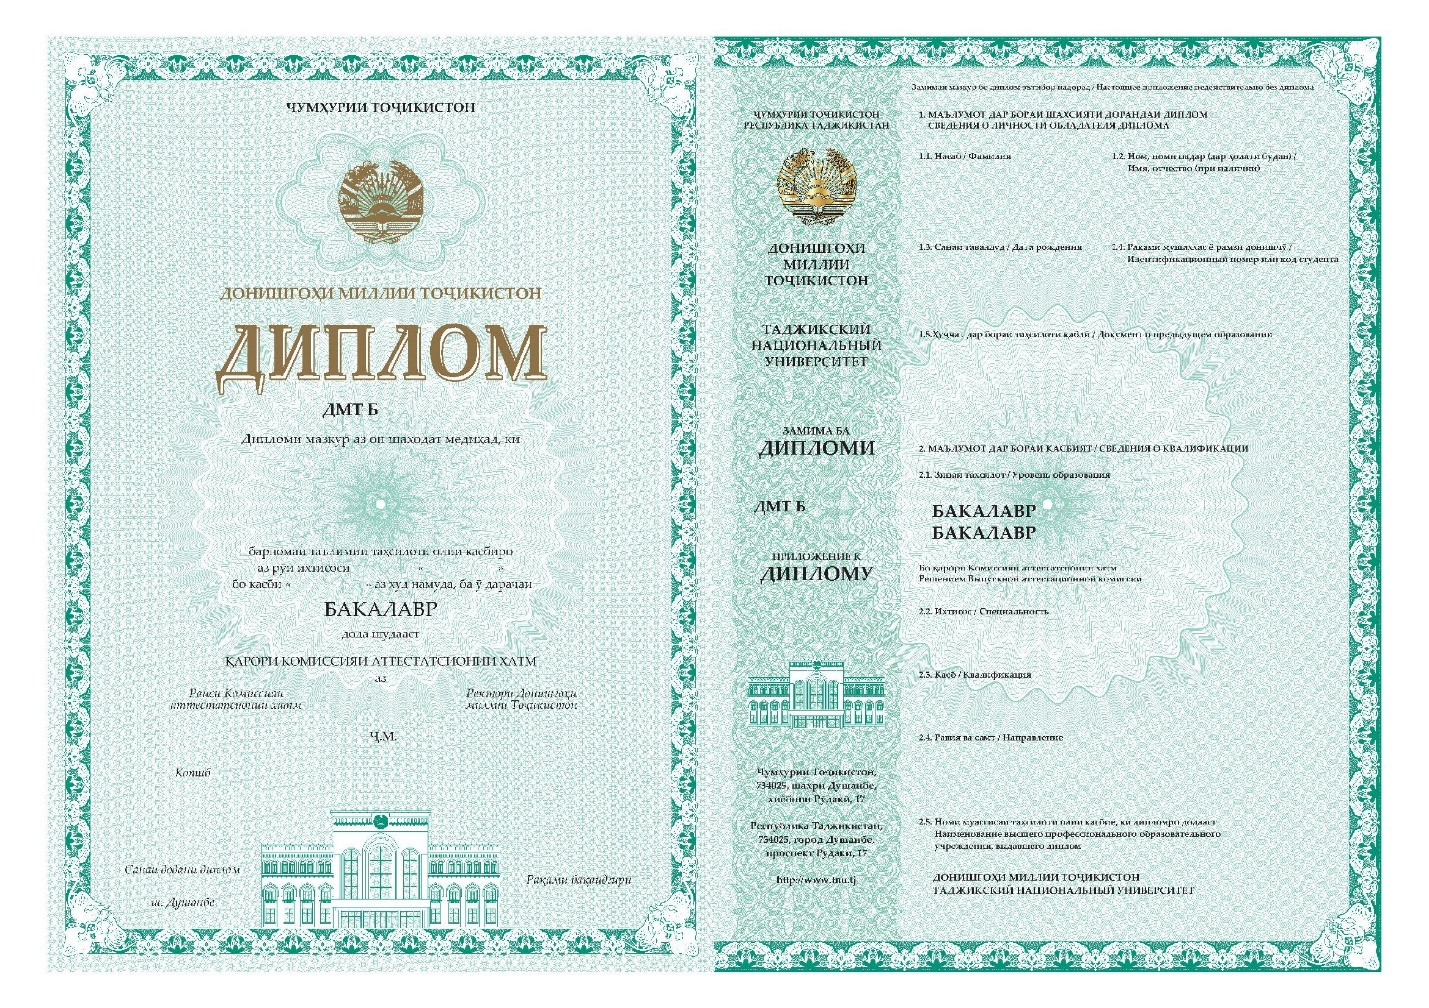 ҶУМҲУРИИ ТОҶИКИСТОН
ДОНИШГОҲИ МИЛЛИИ ТОҶИКИСТОН
ДИПЛОМ
ДМТ Б
Дипломи мазкур аз он шаҳодат медиҳад, ки
барномаи таълимии таҳсилоти олии касбиро
аз рӯи ихтисоси « »
бо касби « » аз худ намуда, ба ӯ дараҷаи
БАКАЛАВР
дода шудааст
ҚАРОРИ КОМИССИЯИ АТТЕСТАТСИОНИИ ХАТМ
аз
Раиси Комиссияи
аттестатсионии хатм
Ректори Донишгоҳи
миллии Тоҷикистон
Ҷ.М.
Котиб
Санаи додани диплом
Рақами бақайдгирӣ
ш. Душанбе
ҶУМҲУРИИ ТОҶИКИСТОН
РЕСПУБЛИКА ТАДЖИКИСТАН
ДОНИШГОҲИ
МИЛЛИИ
ТОҶИКИСТОН
ТАДЖИКСКИЙ
НАЦИОНАЛЬНЫЙ
УНИВЕРСИТЕТ
ЗАМИМА БА
ДИПЛОМИ
ДМТ Б
ПРИЛОЖЕНИЕ К
ДИПЛОМУ
Ҷумҳурии Тоҷикистон,
734025, шаҳри Душанбе,
хиёбони Рӯдакӣ, 17
Республика Таджикистан,
734025, город Душанбе,
проспект Рудаки, 17
http://www.tnu.tj
Замимаи мазкур бе диплом эътибор надорад / Настоящее приложение недействительно без диплома
1. МАЪЛУМОТ ДАР БОРАИ ШАХСИЯТИ ДОРАНДАИ ДИПЛОМ
СВЕДЕНИЯ О ЛИЧНОСТИ ОБЛАДАТЕЛЯ ДИПЛОМА
1.1. Насаб / Фамилия
1.2. Ном, номи падар (дар ҳолати будан) /
Имя, отчество (при наличии)
1.3. Санаи таваллуд / Дата рождения
1.4. Рақами мушаххас ё рамзи донишҷӯ /
Идентификационный номер или код студента
1.5. Ҳуҷҷат дар бораи таҳсилоти қаблӣ / Документ о предыдущем образовании
2. МАЪЛУМОТ ДАР БОРАИ КАСБИЯТ / СВЕДЕНИЯ О КВАЛИФИКАЦИИ
2.1. Зинаи таҳсилот / Уровень образования
БАКАЛАВР
БАКАЛАВР
Бо қарори Комиссияи аттестатсионии хатм
Решением Выпускной аттестационной комиссии
2.2. Ихтисос / Специальность
2.3. Касб / Квалификация
2.4. Равия ва самт / Направление
2.5. Номи муассисаи таҳсилоти олии касбие, ки дипломро додааст
Наименование высшего профессионального образовательного
учреждения, выдавшего диплом
ДОНИШГОҲИ МИЛЛИИ ТОҶИКИСТОН
ТАДЖИКСКИЙ НАЦИОНАЛЬНЫЙ УНИВЕРСИТЕТ